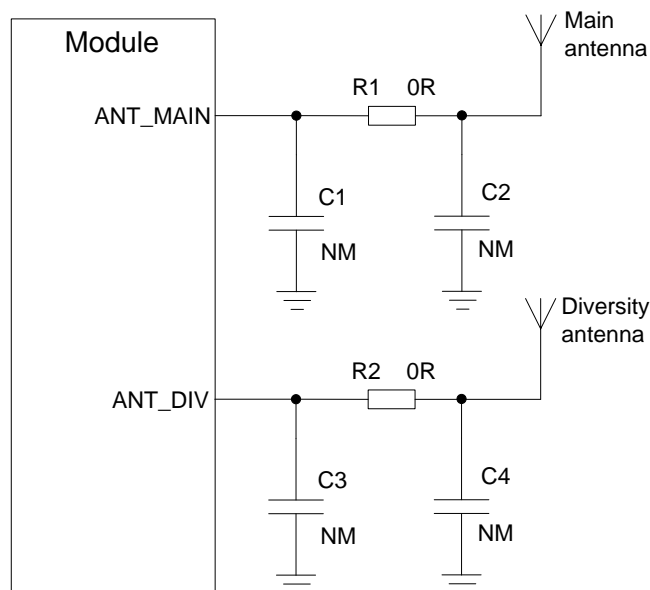 Module
Main
antenna
R1 0R
ANT_MAIN
C1
C2
NM
NM
Diversity
antenna
R2 0R
ANT_DIV
C3
C4
NM
NM